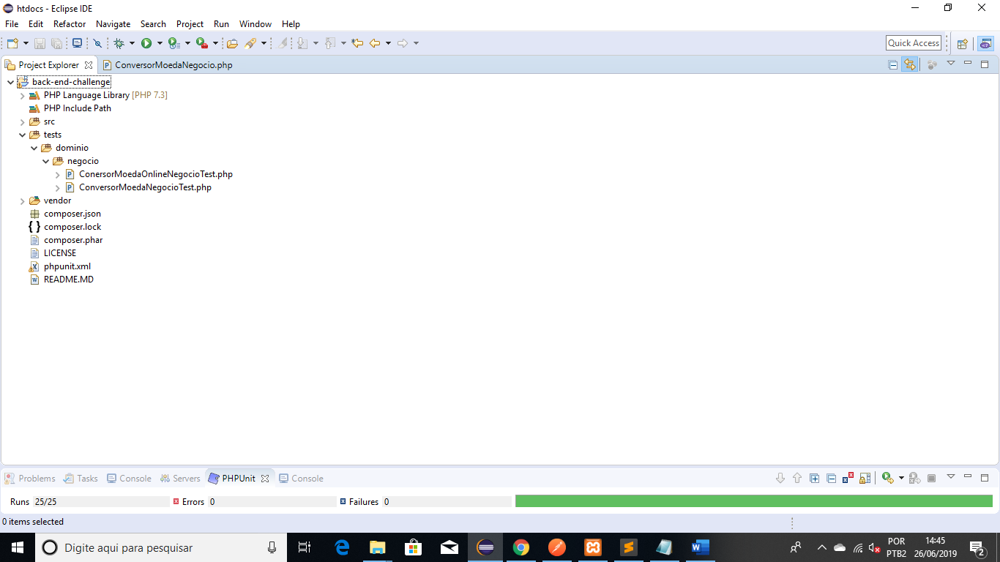 htdocs - Eclipse IDE
File Edit Refactor Navigate Search Project Run Window Help
Quick Access
Project Explorer ConversorMoedaNegocio.php
back-end-challenge
PHP Language Library [PHP 7.3]
PHP Include Path
src
tests
dominio
negocio
ConersorMoedaOnlineNegocioTest.php
ConversorMoedaNegocioTest.php
vendor
composer.json
composer.lock
composer.phar
LICENSE
phpunit.xml
README.MD
Problems Tasks Console Servers PHPUnit Console
Runs 25/25 Errors 0 Failures 0
0 items selected
Digite aqui para pesquisar
POR 14:45
PTB2 26/06/2019 2